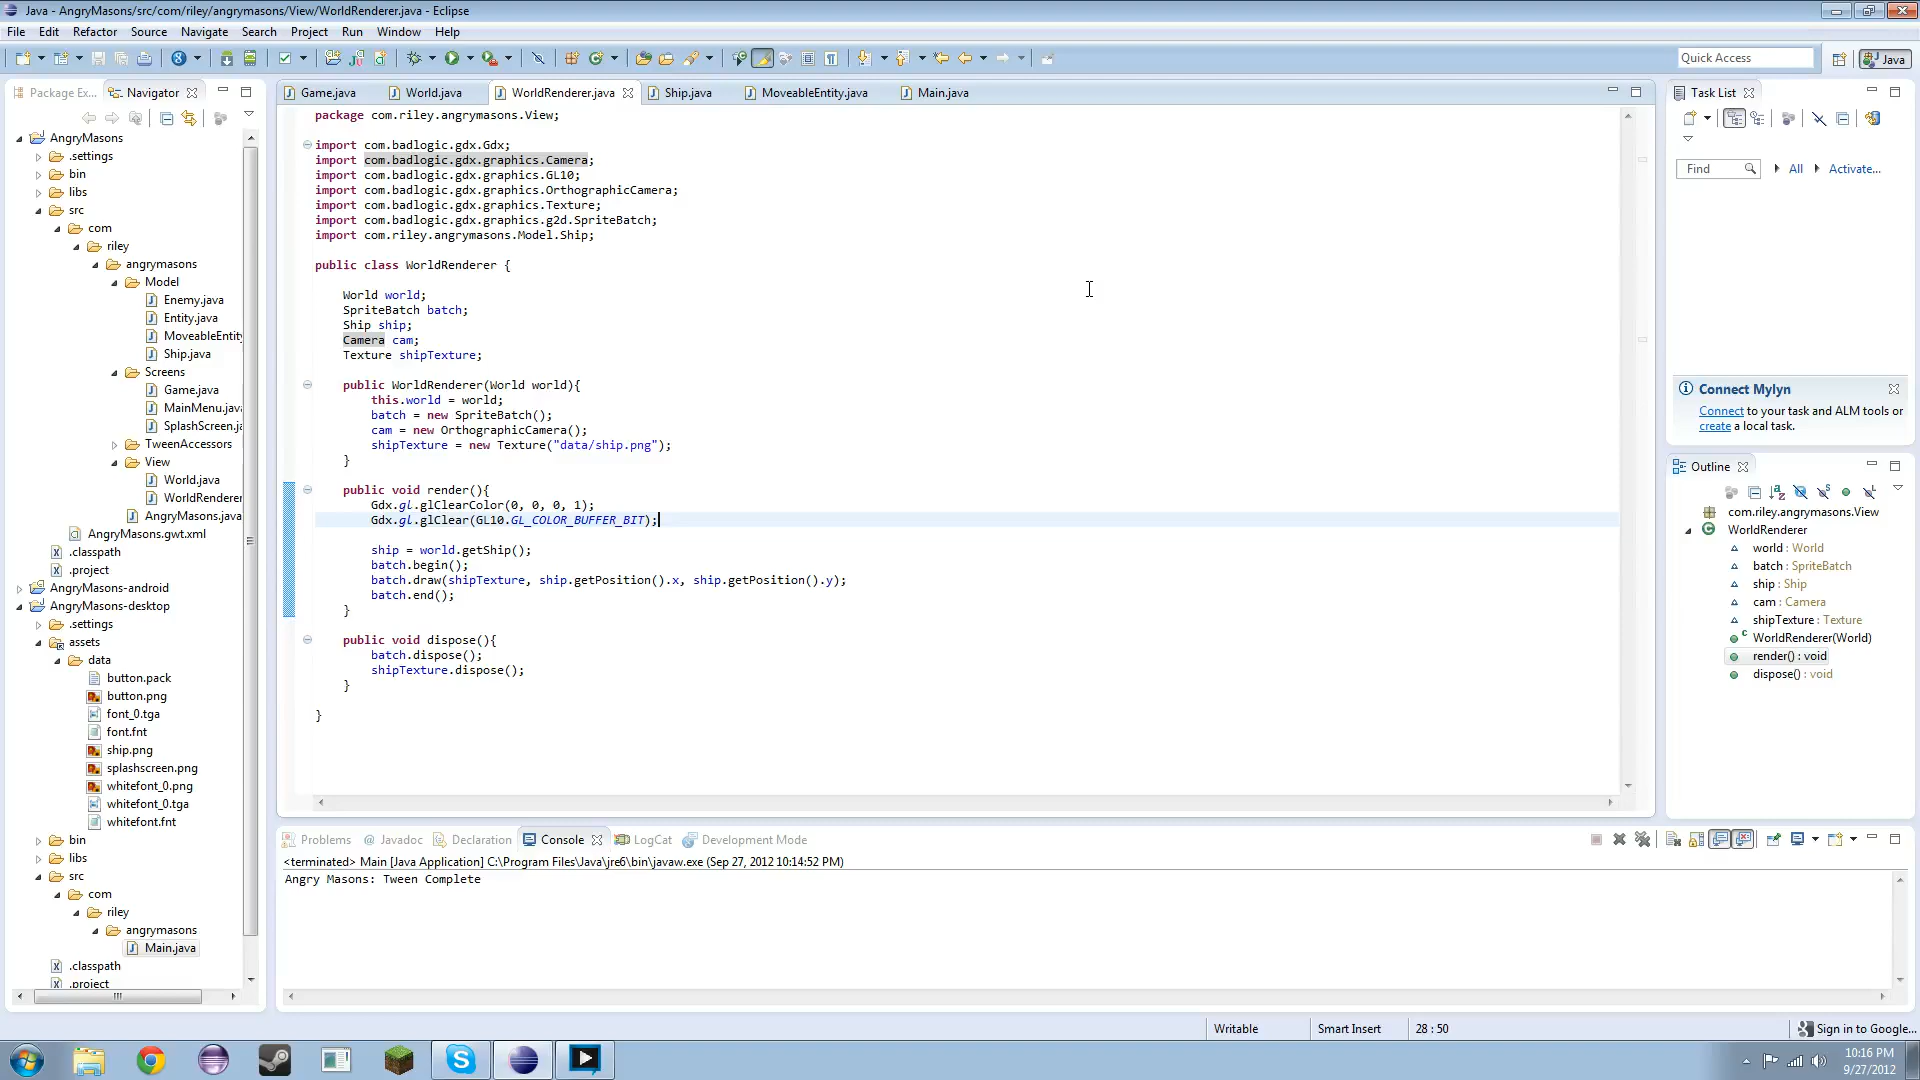 Java - AngryMasons/src/com/riley/angrymasons/View/WorldRenderer.java - Eclipse
File Edit Refactor Source Navigate Search Project Run Window Help
Quick Access
Java
Package Ex... Navigator
AngryMasons
.settings
bin
libs
src
com
riley
angrymasons
Model
Enemy.java
Entity.java
MoveableEntity
Ship.java
Screens
Game.java
MainMenu.java
SplashScreen.ja
TweenAccessors
View
World.java
WorldRenderer
AngryMasons.java
AngryMasons.gwt.xml
.classpath
.project
AngryMasons-android
AngryMasons-desktop
.settings
assets
data
button.pack
button.png
font_0.tga
font.fnt
ship.png
splashscreen.png
whitefont_0.png
whitefont_0.tga
whitefont.fnt
bin
libs
src
com
riley
angrymasons
Main.java
.classpath
.project
Game.java World.java WorldRenderer.java Ship.java MoveableEntity.java Main.java
package com.riley.angrymasons.View;
import com.badlogic.gdx.Gdx;
import com.badlogic.gdx.graphics.Camera;
import com.badlogic.gdx.graphics.GL10;
import com.badlogic.gdx.graphics.OrthographicCamera;
import com.badlogic.gdx.graphics.Texture;
import com.badlogic.gdx.graphics.g2d.SpriteBatch;
import com.riley.angrymasons.Model.Ship;
public class WorldRenderer {
World world;
SpriteBatch batch;
Ship ship;
Camera cam;
Texture shipTexture;
public WorldRenderer(World world){
this.world = world;
batch = new SpriteBatch();
cam = new OrthographicCamera();
shipTexture = new Texture("data/ship.png");
}
public void render(){
Gdx.gl.glClearColor(0, 0, 0, 1);
Gdx.gl.glClear(GL10.GL_COLOR_BUFFER_BIT);
ship = world.getShip();
batch.begin();
batch.draw(shipTexture, ship.getPosition().x, ship.getPosition().y);
batch.end();
}
public void dispose(){
batch.dispose();
shipTexture.dispose();
}
}
Problems Javadoc Declaration Console LogCat Development Mode
<terminated> Main [Java Application] C:\Program Files\Java\jre6\bin\javaw.exe (Sep 27, 2012 10:14:52 PM)
Angry Masons: Tween Complete
Task List
Find All Activate...
Connect Mylyn
Connect to your task and ALM tools or
create a local task.
Outline
com.riley.angrymasons.View
WorldRenderer
world : World
batch : SpriteBatch
ship : Ship
cam : Camera
shipTexture : Texture
WorldRenderer(World)
render() : void
dispose() : void
Writable Smart Insert 28 : 50 Sign in to Google...
10:16 PM
9/27/2012